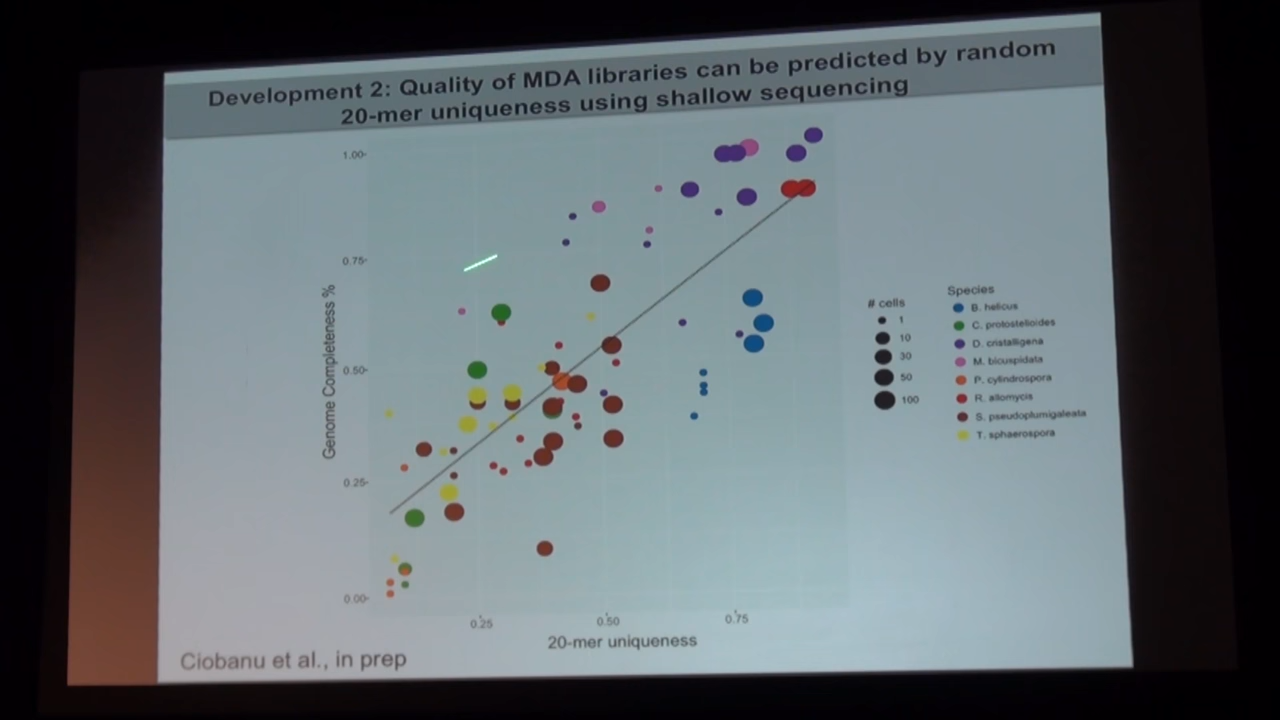 Development 2: Quality of MDA libraries can be predicted by random
20-mer uniqueness using shallow sequencing
1.00-
0.75-
0.50-
0.25-
0.00-
Genome Completeness %
0.25
0.50
0.75
20-mer uniqueness
# cells
1
10
30
50
100
Species
B. helicus
C. protostelioides
D. cristalligena
M. bicuspidata
P. cylindrospora
R. allomycis
S. pseudoplumigaleata
T. sphaerospora
Ciobanu et al., in prep